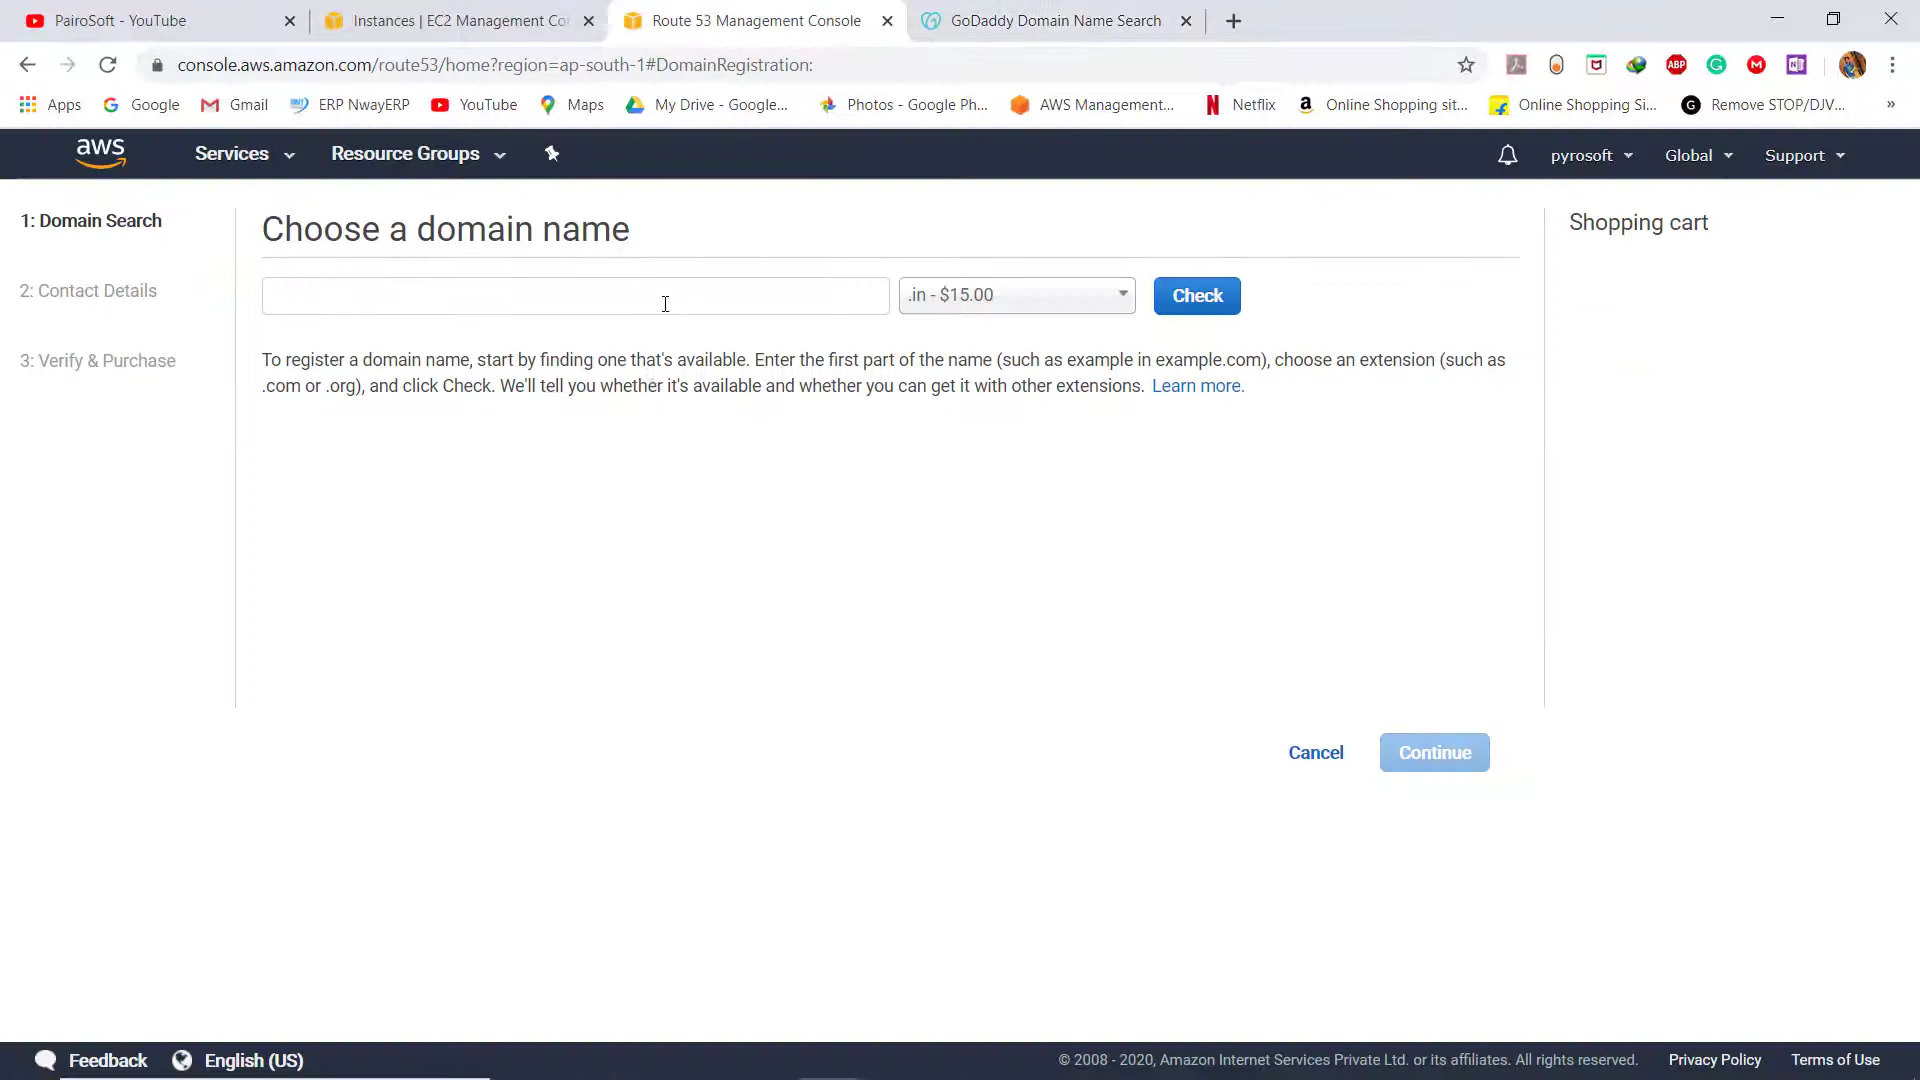 PairoSoft - YouTube
Instances | EC2 Management Co
Route 53 Management Console
GoDaddy Domain Name Search
console.aws.amazon.com/route53/home?region=ap-south-1#DomainRegistration:
ABP
Apps
Google
Gmail
ERP NwayERP
YouTube
Maps
My Drive - Google...
Photos - Google Ph...
AWS Management...
Netflix
Online Shopping sit...
Online Shopping Si...
Remove STOP/DJV...
»
aws
Services
Resource Groups
pyrosoft
Global
Support
1: Domain Search
2: Contact Details
3: Verify & Purchase
Choose a domain name
.in - $15.00
Check
To register a domain name, start by finding one that's available. Enter the first part of the name (such as example in example.com), choose an extension (such as
.com or .org), and click Check. We'll tell you whether it's available and whether you can get it with other extensions. Learn more.
Shopping cart
Cancel
Continue
Feedback
English (US)
© 2008 - 2020, Amazon Internet Services Private Ltd. or its affiliates. All rights reserved.
Privacy Policy
Terms of Use